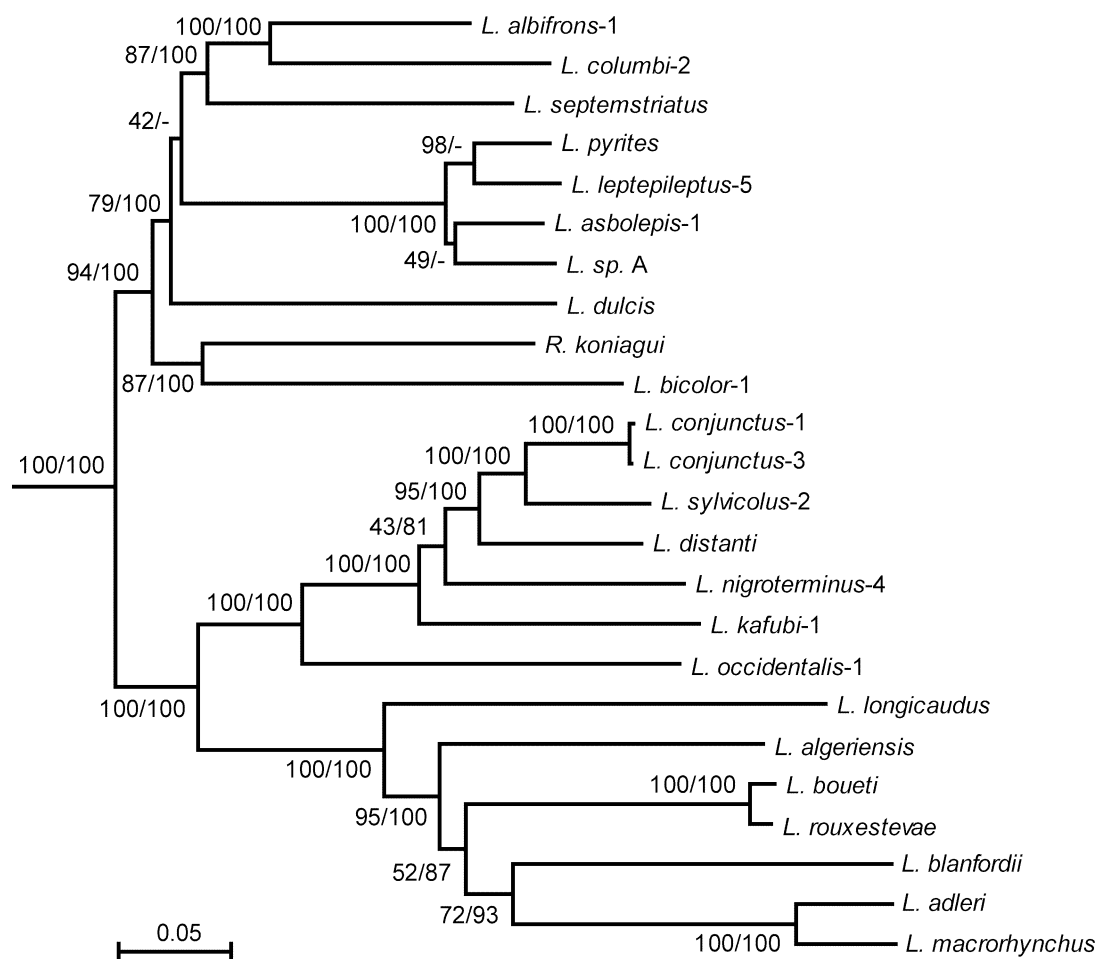 100/100
L. albifrons-1
87/100
L. columbi-2
L. septemstriatus
42/-
98/-
L. pyrites
L. leptepileptus-5
79/100
100/100
L. asbolepis-1
49/-
L. sp. A
94/100
L. dulcis
R. koniagui
87/100
L. bicolor-1
100/100
L. conjunctus-1
100/100
100/100
L. conjunctus-3
95/100
L. sylvicolus-2
43/81
L. distanti
100/100
L. nigroterminus-4
100/100
L. kafubi-1
L. occidentalis-1
100/100
L. longicaudus
L. algeriensis
100/100
100/100
L. boueti
95/100
L. rouxestevae
52/87
L. blanfordii
72/93
L. adleri
0.05
100/100
L. macrorhynchus